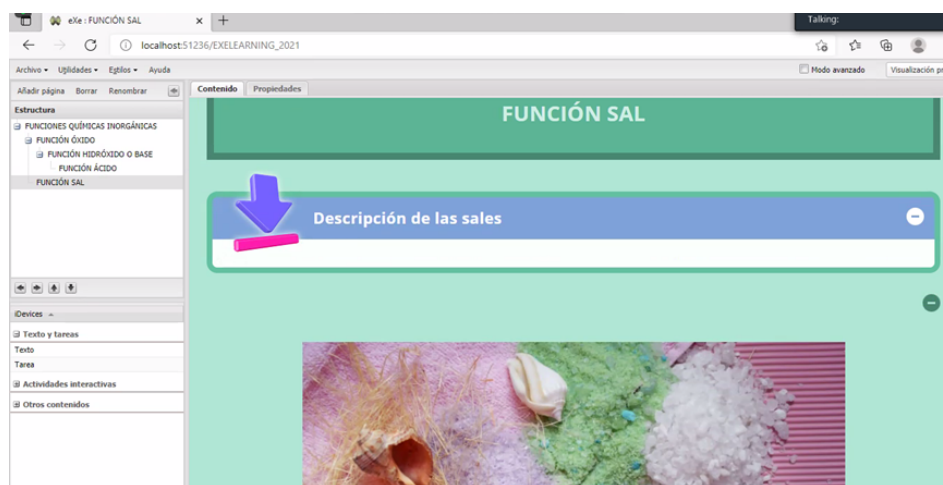 eXe : FUNCIÓN SAL
Talking:
localhost:51236/EXELEARNING_2021
Archivo Utilidades Estilos Ayuda
Modo avanzado
Visualización pr
Añadir página Borrar Renombrar
Contenido Propiedades
Estructura
FUNCIONES QUÍMICAS INORGÁNICAS
FUNCIÓN ÓXIDO
FUNCIÓN HIDRÓXIDO O BASE
FUNCIÓN ÁCIDO
FUNCIÓN SAL
FUNCIÓN SAL
Descripción de las sales
iDevices
Texto y tareas
Texto
Tarea
Actividades interactivas
Otros contenidos